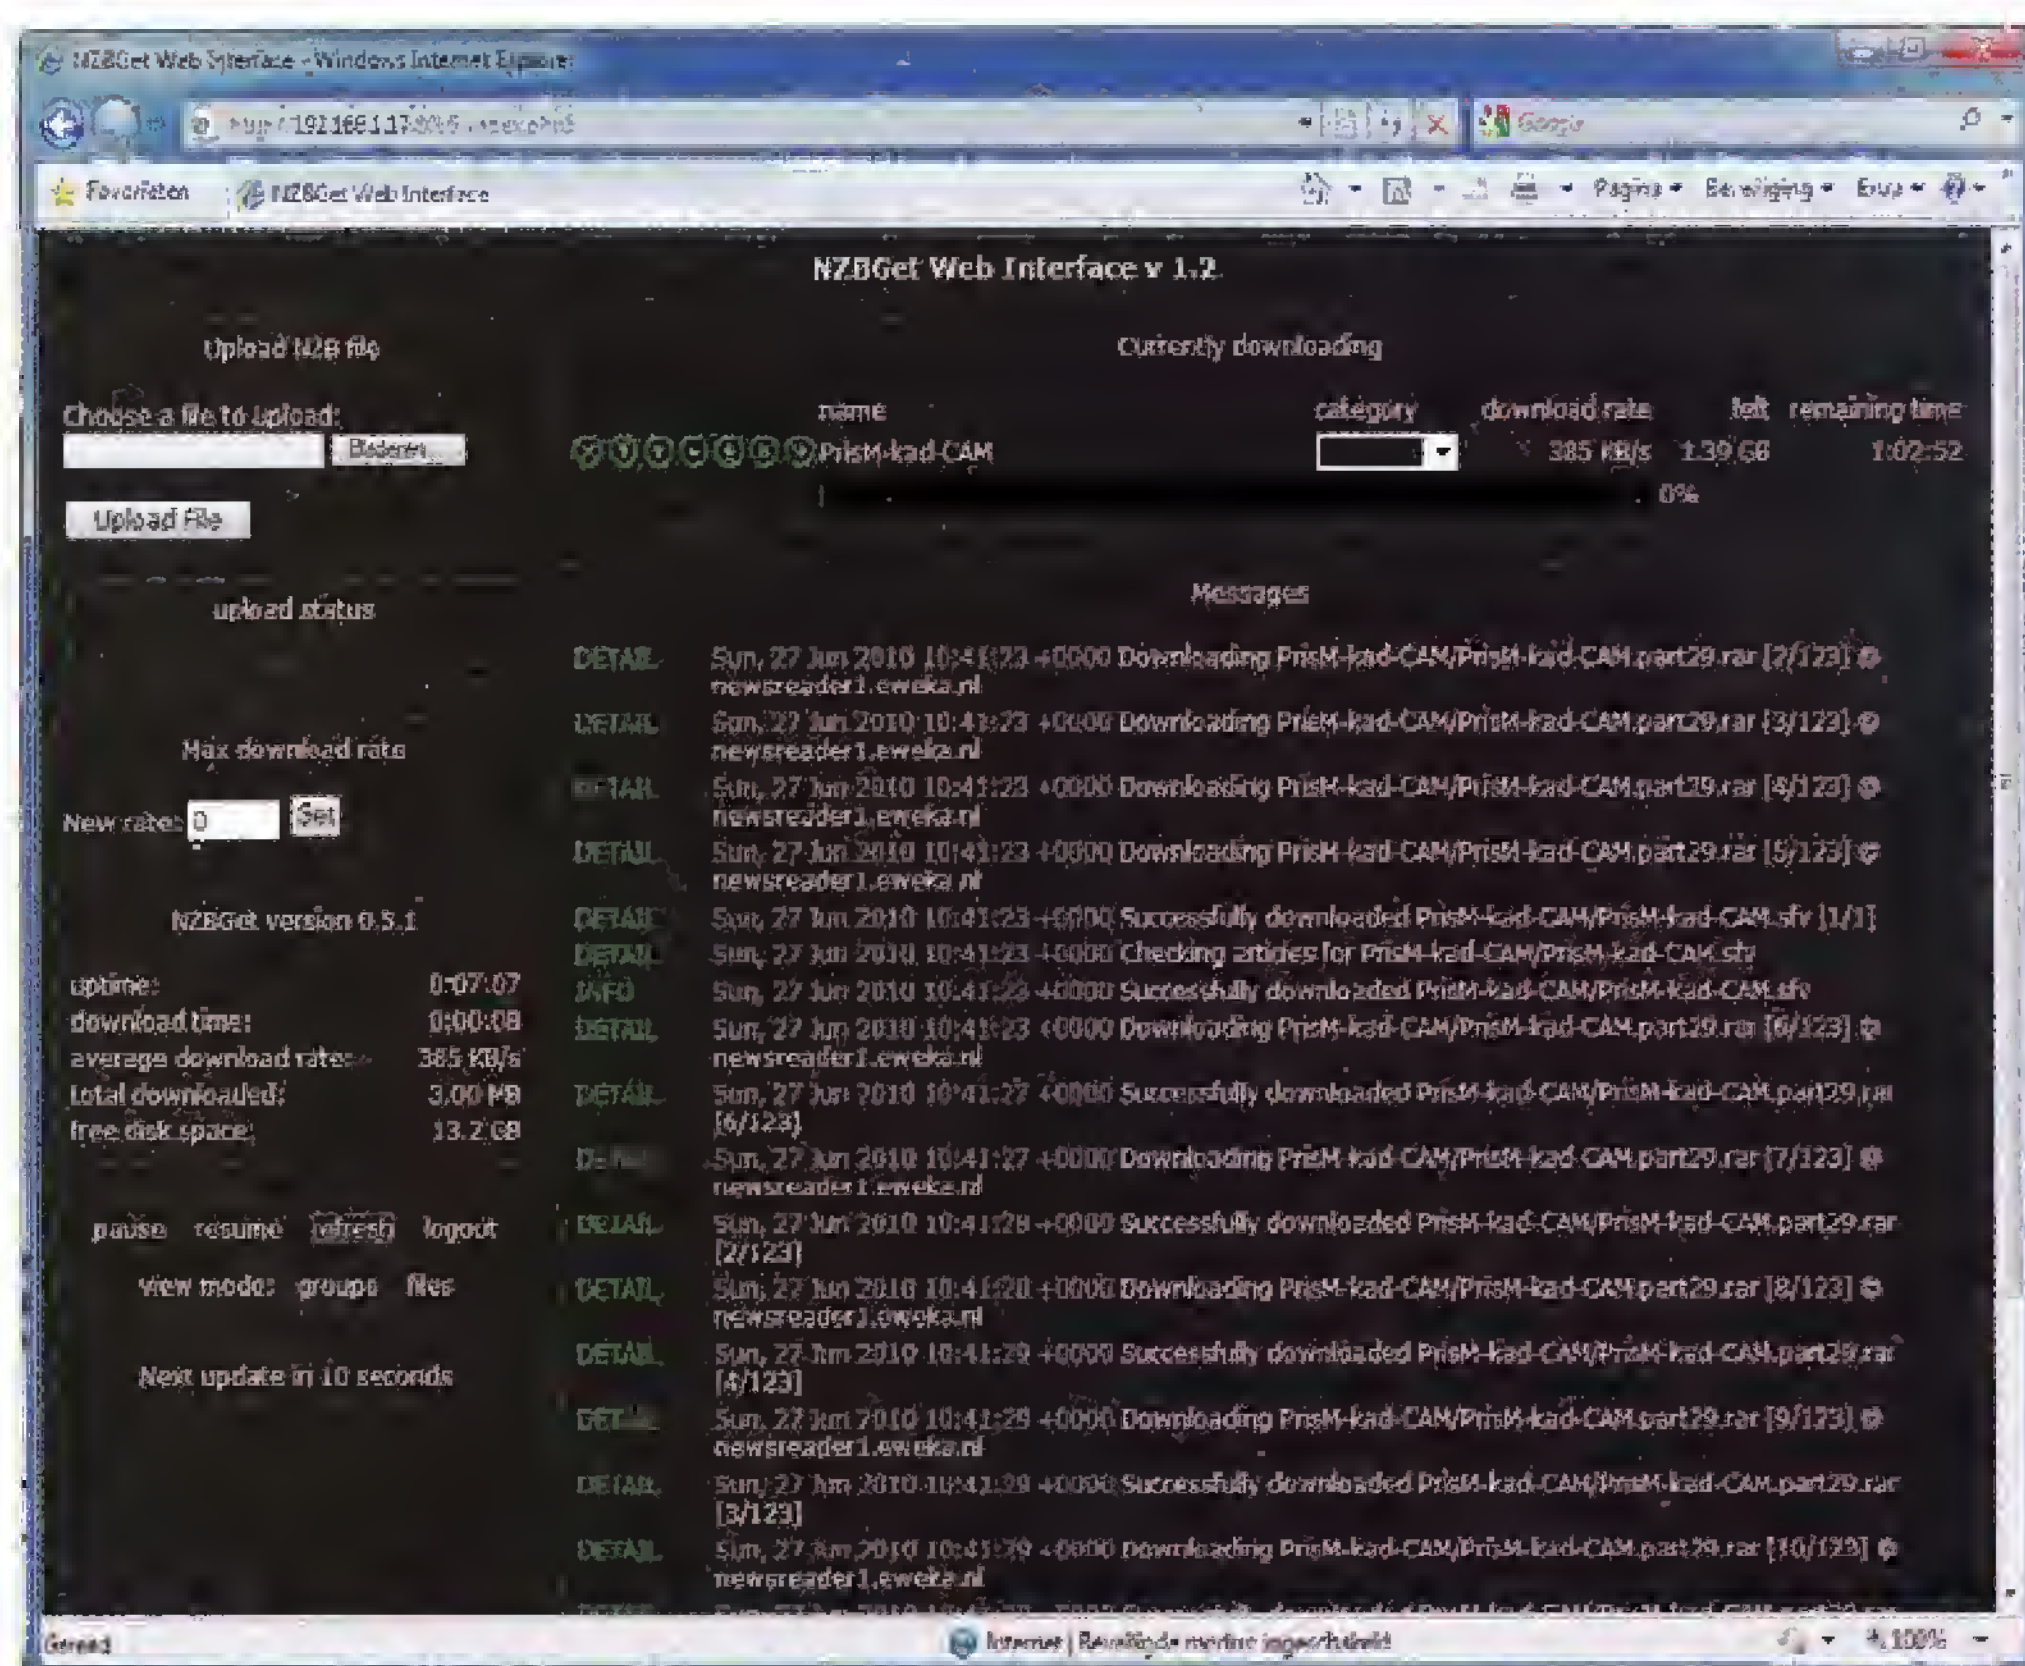 NZBGet Web Interface - Windows Internet Explorer
Favorieten NZBGet Web Interface Pagina Beveiliging Extra
NZBGet Web Interface v 1.2
Upload NZB file
Choose a file to upload:
Bladeren...
Upload File
upload status
Max download rate
New rate: 0 Set
NZBGet version 0.5.1
uptime: 0:07:07
download time: 0:00:08
average download rate: 385 KB/s
total downloaded: 3.00 MB
free disk space: 13.2 GB
pause resume refresh logout
view mode: groups files
Next update in 10 seconds
Currently downloading
name category download rate left remaining time
PrisM-kad-CAM 385 KB/s 1.39 GB 1:02:52
0%
Messages
DETAIL Sun, 27 Jun 2010 10:41:23 +0000 Downloading PrisM-kad-CAM/PrisM-kad-CAM.part29.rar [2/123] @
newsreader1.eweka.nl
DETAIL Sun, 27 Jun 2010 10:41:23 +0000 Downloading PrisM-kad-CAM/PrisM-kad-CAM.part29.rar [3/123] @
newsreader1.eweka.nl
DETAIL Sun, 27 Jun 2010 10:41:23 +0000 Downloading PrisM-kad-CAM/PrisM-kad-CAM.part29.rar [4/123] @
newsreader1.eweka.nl
DETAIL Sun, 27 Jun 2010 10:41:23 +0000 Downloading PrisM-kad-CAM/PrisM-kad-CAM.part29.rar [5/123] @
newsreader1.eweka.nl
DETAIL Sun, 27 Jun 2010 10:41:23 +0000 Successfully downloaded PrisM-kad-CAM/PrisM-kad-CAM.sfv [1/1]
DETAIL Sun, 27 Jun 2010 10:41:23 +0000 Checking articles for PrisM-kad-CAM/PrisM-kad-CAM.sfv
INFO Sun, 27 Jun 2010 10:41:23 +0000 Successfully downloaded PrisM-kad-CAM/PrisM-kad-CAM.sfv
DETAIL Sun, 27 Jun 2010 10:41:23 +0000 Downloading PrisM-kad-CAM/PrisM-kad-CAM.part29.rar [6/123] @
newsreader1.eweka.nl
DETAIL Sun, 27 Jun 2010 10:41:27 +0000 Successfully downloaded PrisM-kad-CAM/PrisM-kad-CAM.part29.rar
[6/123]
DETAIL Sun, 27 Jun 2010 10:41:27 +0000 Downloading PrisM-kad-CAM/PrisM-kad-CAM.part29.rar [7/123] @
newsreader1.eweka.nl
DETAIL Sun, 27 Jun 2010 10:41:28 +0000 Successfully downloaded PrisM-kad-CAM/PrisM-kad-CAM.part29.rar
[2/123]
DETAIL Sun, 27 Jun 2010 10:41:28 +0000 Downloading PrisM-kad-CAM/PrisM-kad-CAM.part29.rar [8/123] @
newsreader1.eweka.nl
DETAIL Sun, 27 Jun 2010 10:41:29 +0000 Successfully downloaded PrisM-kad-CAM/PrisM-kad-CAM.part29.rar
[4/123]
DETAIL Sun, 27 Jun 2010 10:41:29 +0000 Downloading PrisM-kad-CAM/PrisM-kad-CAM.part29.rar [9/123] @
newsreader1.eweka.nl
DETAIL Sun, 27 Jun 2010 10:41:29 +0000 Successfully downloaded PrisM-kad-CAM/PrisM-kad-CAM.part29.rar
[3/123]
DETAIL Sun, 27 Jun 2010 10:41:29 +0000 Downloading PrisM-kad-CAM/PrisM-kad-CAM.part29.rar [10/123] @
newsreader1.eweka.nl
Gereed Internet | Beveiligde modus ingeschakeld 100%